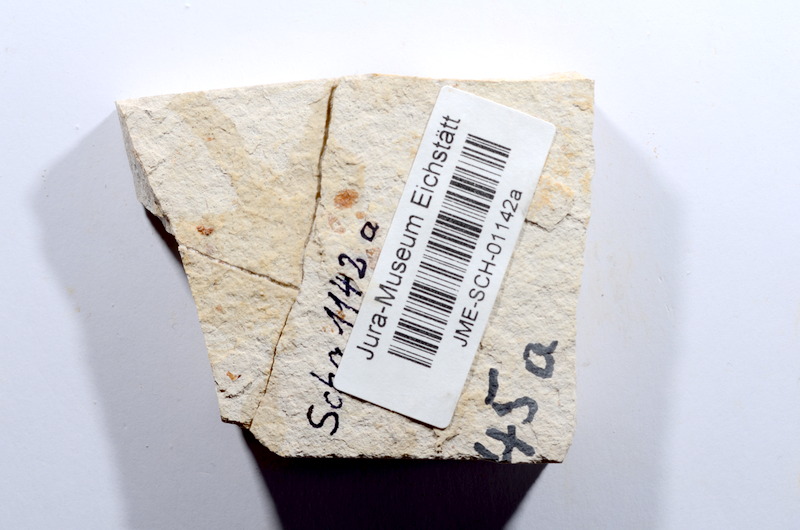 Jura-Museum Eichstätt
JME-SCH-01142a
Sch. 1142 a
45a